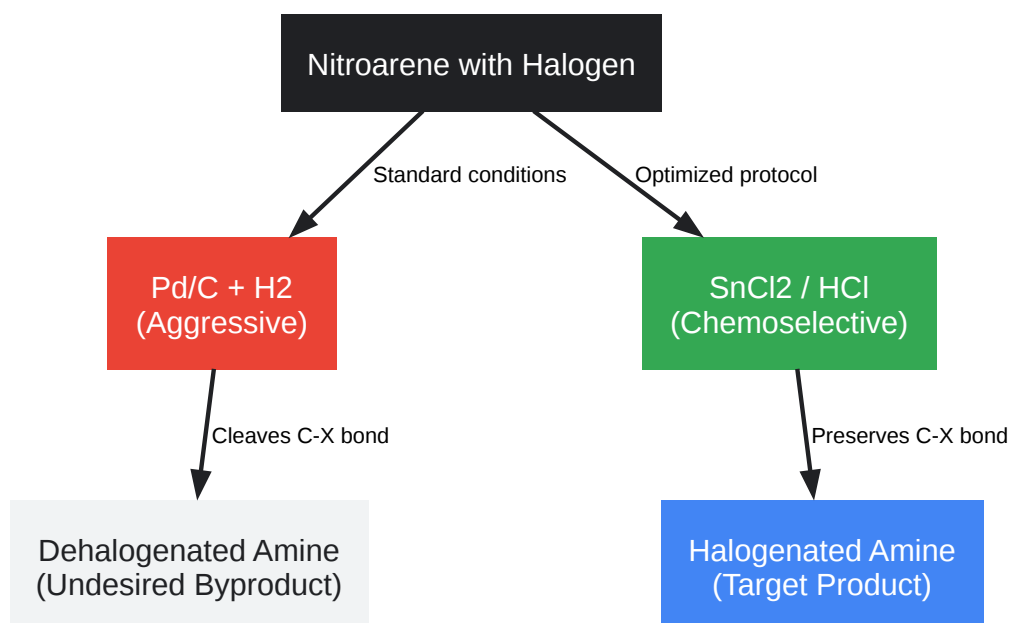 Nitroarene with Halogen
Standard conditions
Optimized protocol
Pd/C + H2
(Aggressive)
SnCl2 / HCl
(Chemoselective)
Cleaves C-X bond
Preserves C-X bond
Dehalogenated Amine
(Undesired Byproduct)
Halogenated Amine
(Target Product)